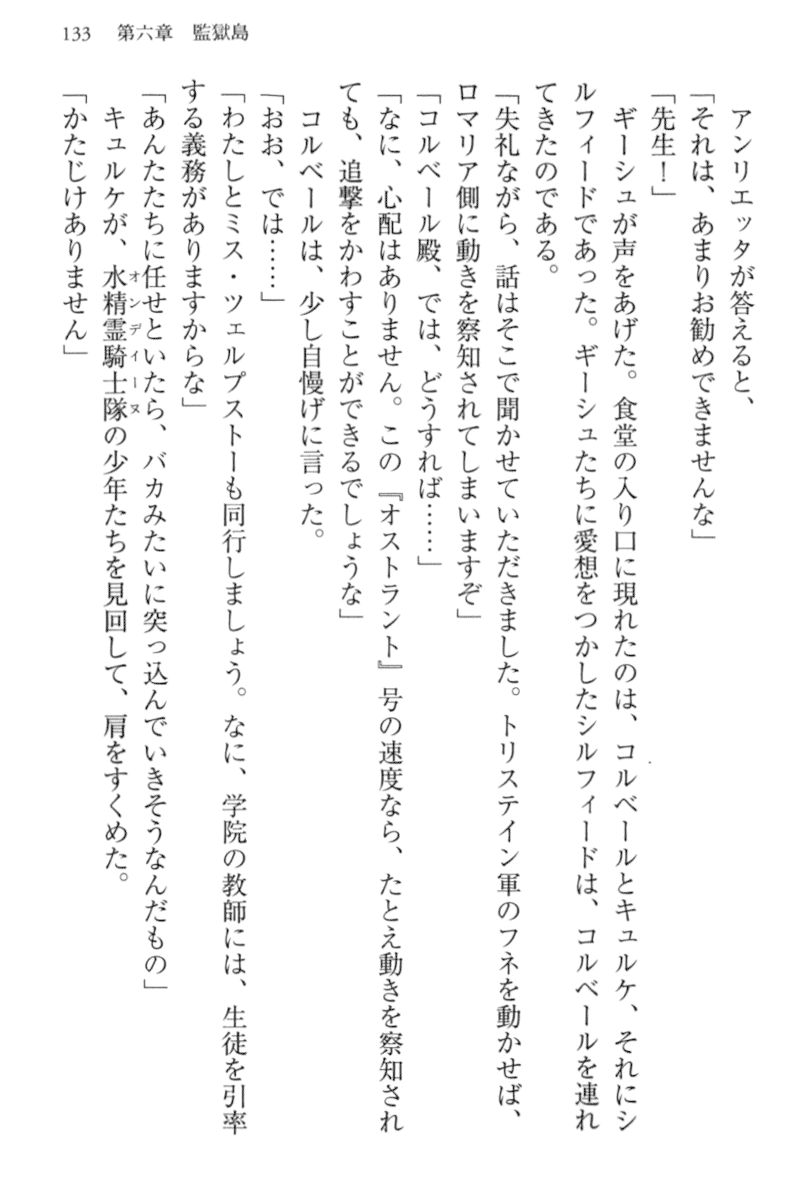 133　第六章　監獄島
　アンリエッタが答えると、
「それは、あまりお勧めできませんな」
「先生！」
　ギーシュが声をあげた。食堂の入り口に現れたのは、コルベールとキュルケ、それにシ
ルフィードであった。ギーシュたちに愛想をつかしたシルフィードは、コルベールを連れ
てきたのである。
「失礼ながら、話はそこで聞かせていただきました。トリステイン軍のフネを動かせば、
ロマリア側に動きを察知されてしまいますぞ」
「コルベール殿、では、どうすれば……」
「なに、心配はありません。この『オストラント』号の速度なら、たとえ動きを察知され
ても、追撃をかわすことができるでしょうな」
　コルベールは、少し自慢げに言った。
「おお、では……」
「わたしとミス・ツェルプストーも同行しましょう。なに、学院の教師には、生徒を引率
する義務がありますからな」
「あんたたちに任せといたら、バカみたいに突っ込んでいきそうなんだもの」
　キュルケが、水精霊騎士隊オンディーヌの少年たちを見回して、肩をすくめた。
「かたじけありません」